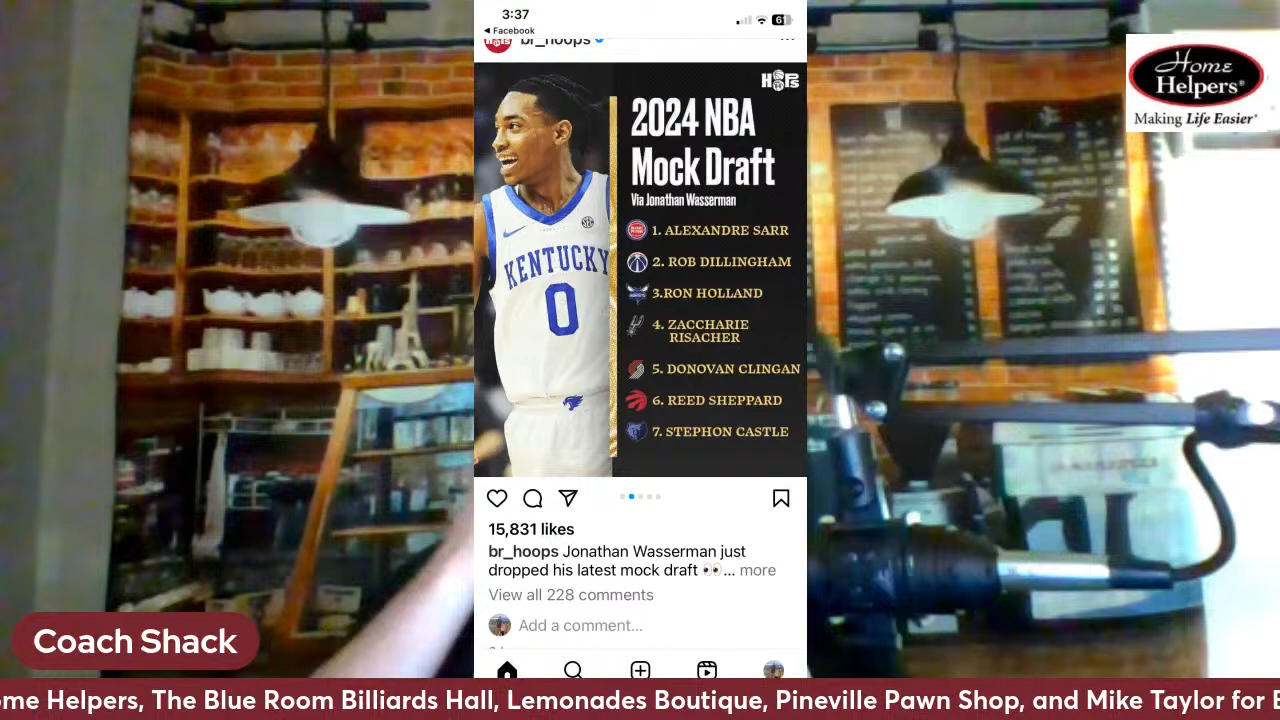 3:37
61
◀ Facebook
br_hoops
HOOPS
2024 NBA
Mock Draft
Via Jonathan Wasserman
1. ALEXANDRE SARR
2. ROB DILLINGHAM
3.RON HOLLAND
4. ZACCHARIE
RISACHER
5. DONOVAN CLINGAN
6. REED SHEPPARD
7. STEPHON CASTLE
SEC
KENTUCKY
0
15,831 likes
br_hoops Jonathan Wasserman just
dropped his latest mock draft 👀... more
View all 228 comments
Add a comment...
Home
Helpers®
Making Life Easier®
Coach Shack
ome Helpers, The Blue Room Billiards Hall, Lemonades Boutique, Pineville Pawn Shop, and Mike Taylor for